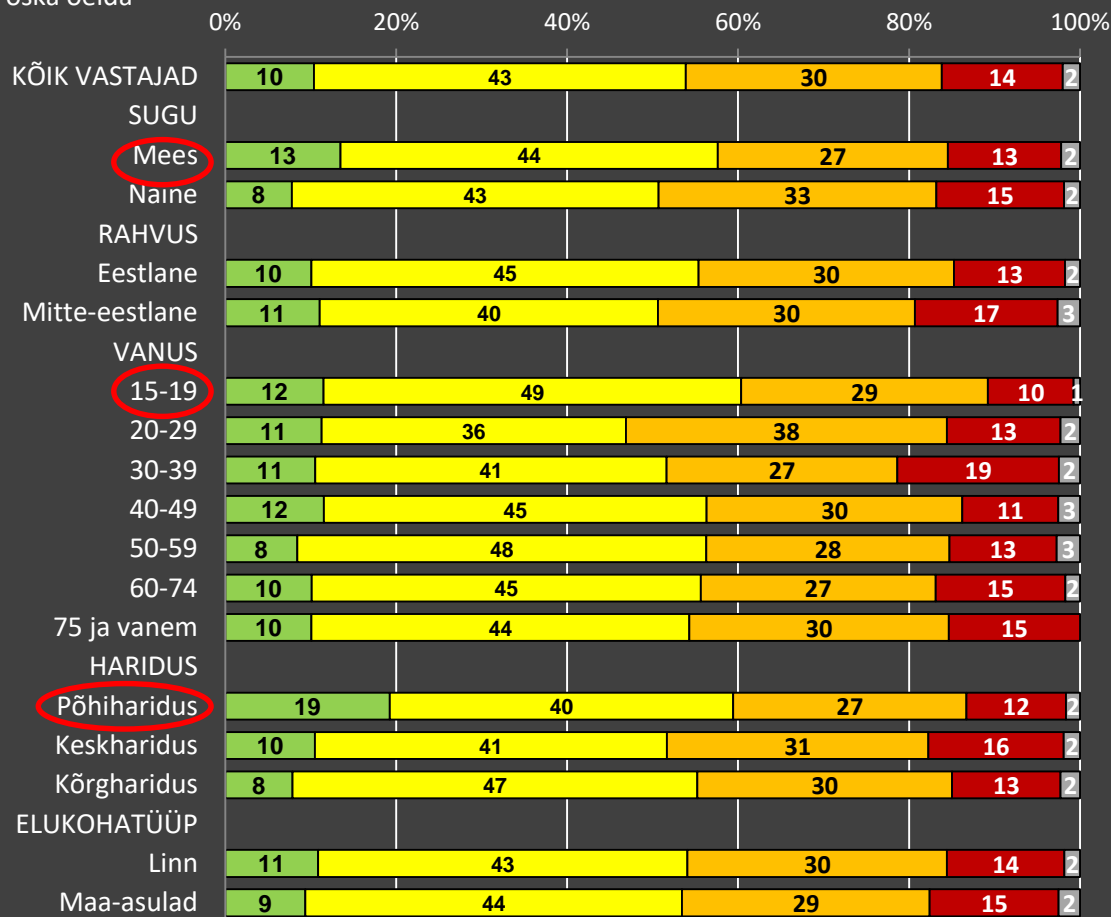 oska öelda
0% 20% 40% 60% 80% 100%
KÕIK VASTAJAD 10 43 30 14 2
SUGU
Mees 13 44 27 13 2
Naine 8 43 33 15 2
RAHVUS
Eestlane 10 45 30 13 2
Mitte-eestlane 11 40 30 17 3
VANUS
15-19 12 49 29 10 1
20-29 11 36 38 13 2
30-39 11 41 27 19 2
40-49 12 45 30 11 3
50-59 8 48 28 13 3
60-74 10 45 27 15 2
75 ja vanem 10 44 30 15
HARIDUS
Põhiharidus 19 40 27 12 2
Keskharidus 10 41 31 16 2
Kõrgharidus 8 47 30 13 2
ELUKOHATÜÜP
Linn 11 43 30 14 2
Maa-asulad 9 44 29 15 2